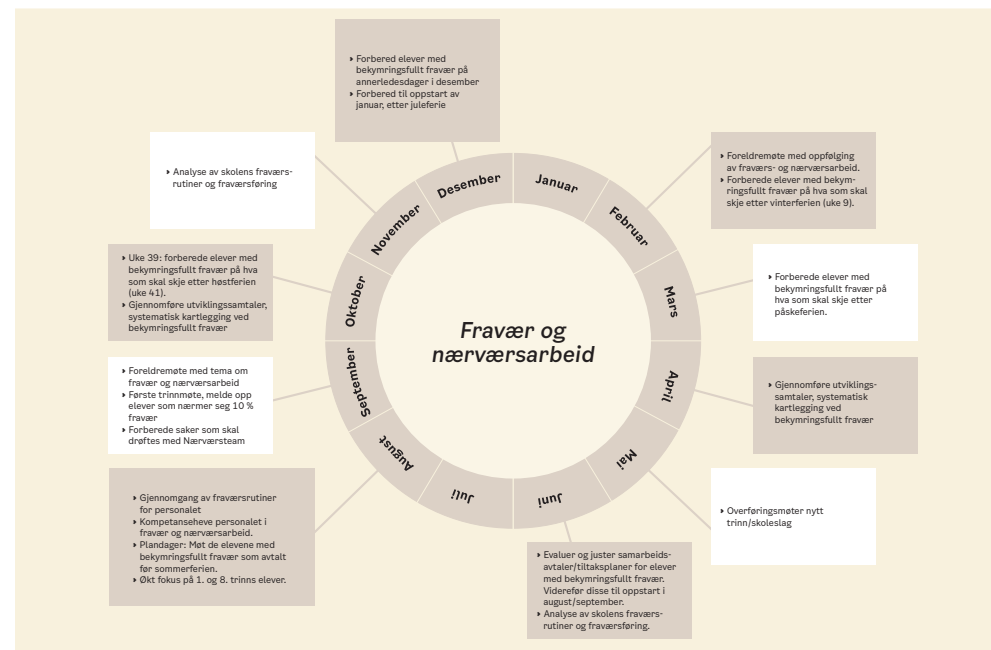 ‣ Forbered elever med
bekymringsfullt fravær på
annerledesdager i desember
‣ Forbered til oppstart av
januar, etter juleferie
‣ Analyse av skolens fraværs-
rutiner og fraværsføring
‣ Foreldremøte med oppfølging
av fraværs- og nærværsarbeid.
‣ Forberede elever med bekym-
ringsfullt fravær på hva som skal
skje etter vinterferien (uke 9).
‣ Uke 39: forberede elever med
bekymringsfullt fravær på hva
som skal skje etter høstferien
(uke 41).
‣ Gjennomføre utviklingssamtaler,
systematisk kartlegging ved
bekymringsfullt fravær
‣ Forberede elever med
bekymringsfullt fravær på
hva som skal skje etter
påskeferien.
‣ Foreldremøte med tema om
fravær og nærværsarbeid
‣ Første trinnmøte, melde opp
elever som nærmer seg 10 %
fravær
‣ Forberede saker som skal
drøftes med Nærværsteam
‣ Gjennomføre utviklings-
samtaler, systematisk
kartlegging ved
bekymringsfullt fravær
‣ Gjennomgang av fraværsrutiner
for personalet
‣ Kompetanseheve personalet i
fravær og nærværsarbeid.
‣ Plandager: Møt de elevene med
bekymringsfullt fravær som avtalt
før sommerferien.
‣ Økt fokus på 1. og 8. trinns elever.
‣ Overføringsmøter nytt
trinn/skoleslag
‣ Evaluer og juster samarbeids-
avtaler/tiltaksplaner for elever
med bekymringsfullt fravær.
Viderefør disse til oppstart i
august/september.
‣ Analyse av skolens fraværs-
rutiner og fraværsføring.
Januar
Februar
Mars
April
Mai
Juni
Juli
August
September
Oktober
November
Desember
Fravær og
nærværsarbeid